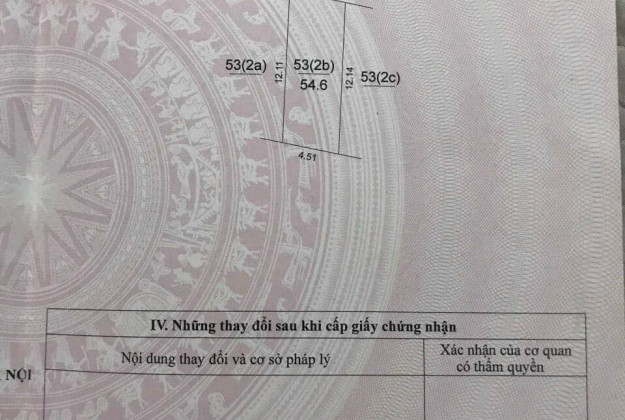 53(2a)
12.11
53(2b)
54.6
12.14
53(2c)
4.51
IV. Những thay đổi sau khi cấp giấy chứng nhận
Nội dung thay đổi và cơ sở pháp lý
Xác nhận của cơ quan
có thẩm quyền
NỘI